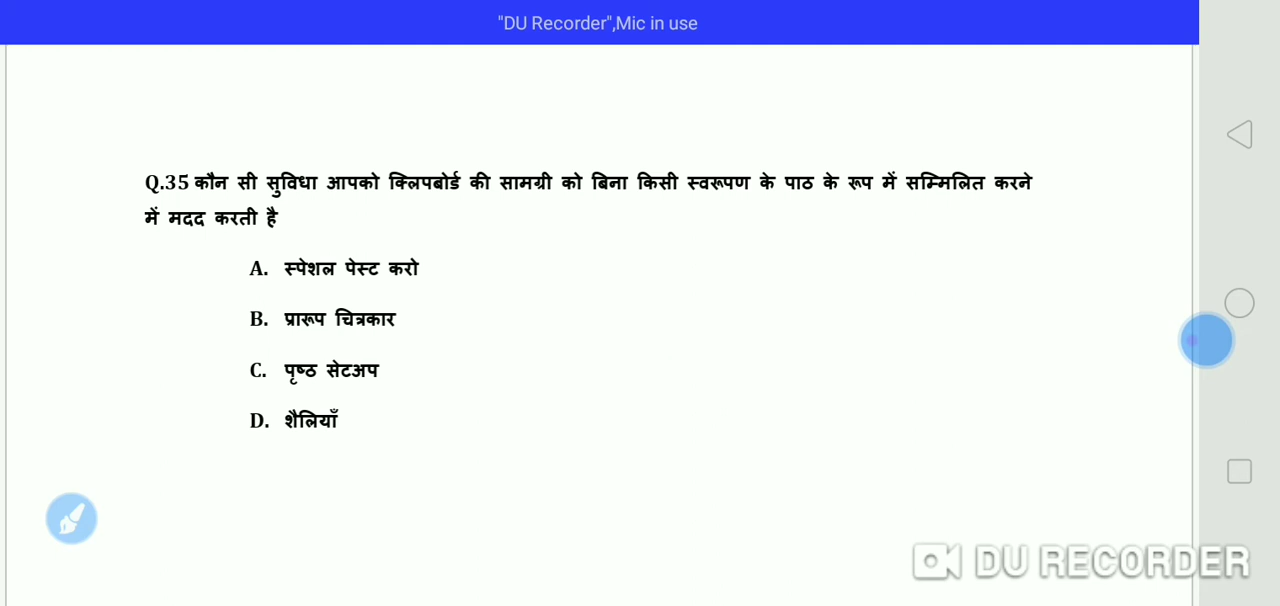 "DU Recorder",Mic in use
Q.35 कौन सी सुविधा आपको क्लिपबोर्ड की सामग्री को बिना किसी स्वरूपण के पाठ के रूप में सम्मिलित करने
में मदद करती है
A. स्पेशल पेस्ट करो
B. प्रारूप चित्रकार
C. पृष्ठ सेटअप
D. शैलियाँ
DU RECORDER